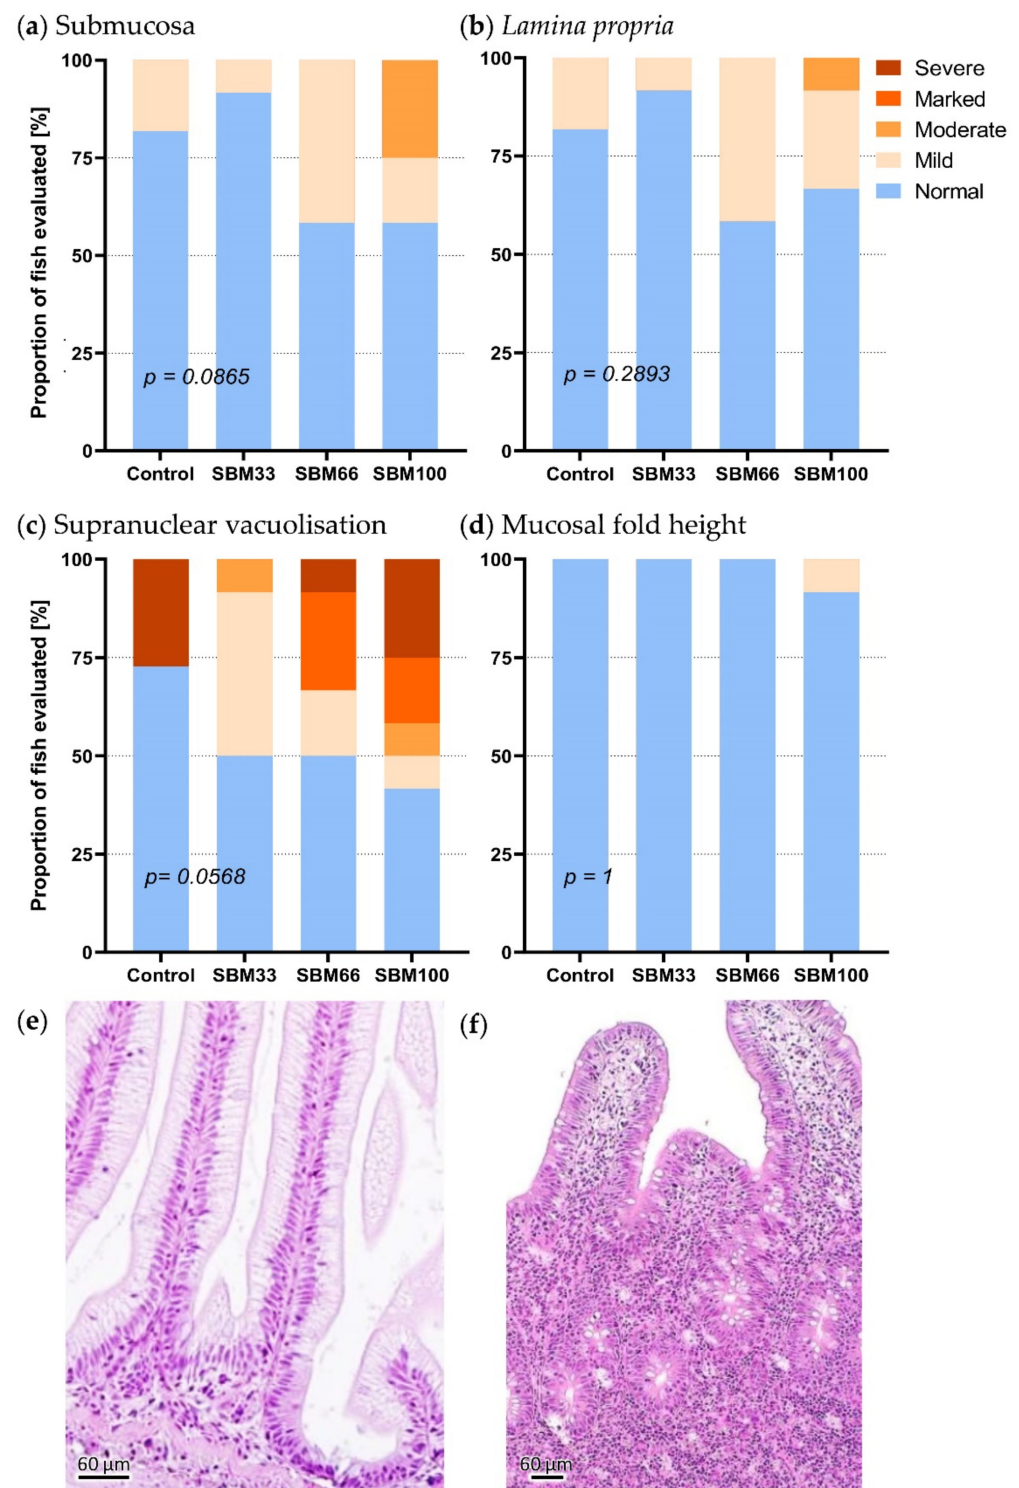 (a) Submucosa
(b) Lamina propria
Proportion of fish evaluated [%]
100
75
50
25
0
p = 0.0865
Control SBM33 SBM66 SBM100
100
75
50
25
0
p = 0.2893
Control SBM33 SBM66 SBM100
Severe
Marked
Moderate
Mild
Normal
(c) Supranuclear vacuolisation
(d) Mucosal fold height
Proportion of fish evaluated [%]
100
75
50
25
0
p= 0.0568
Control SBM33 SBM66 SBM100
100
75
50
25
0
p = 1
Control SBM33 SBM66 SBM100
(e)
60 µm
(f)
60 µm